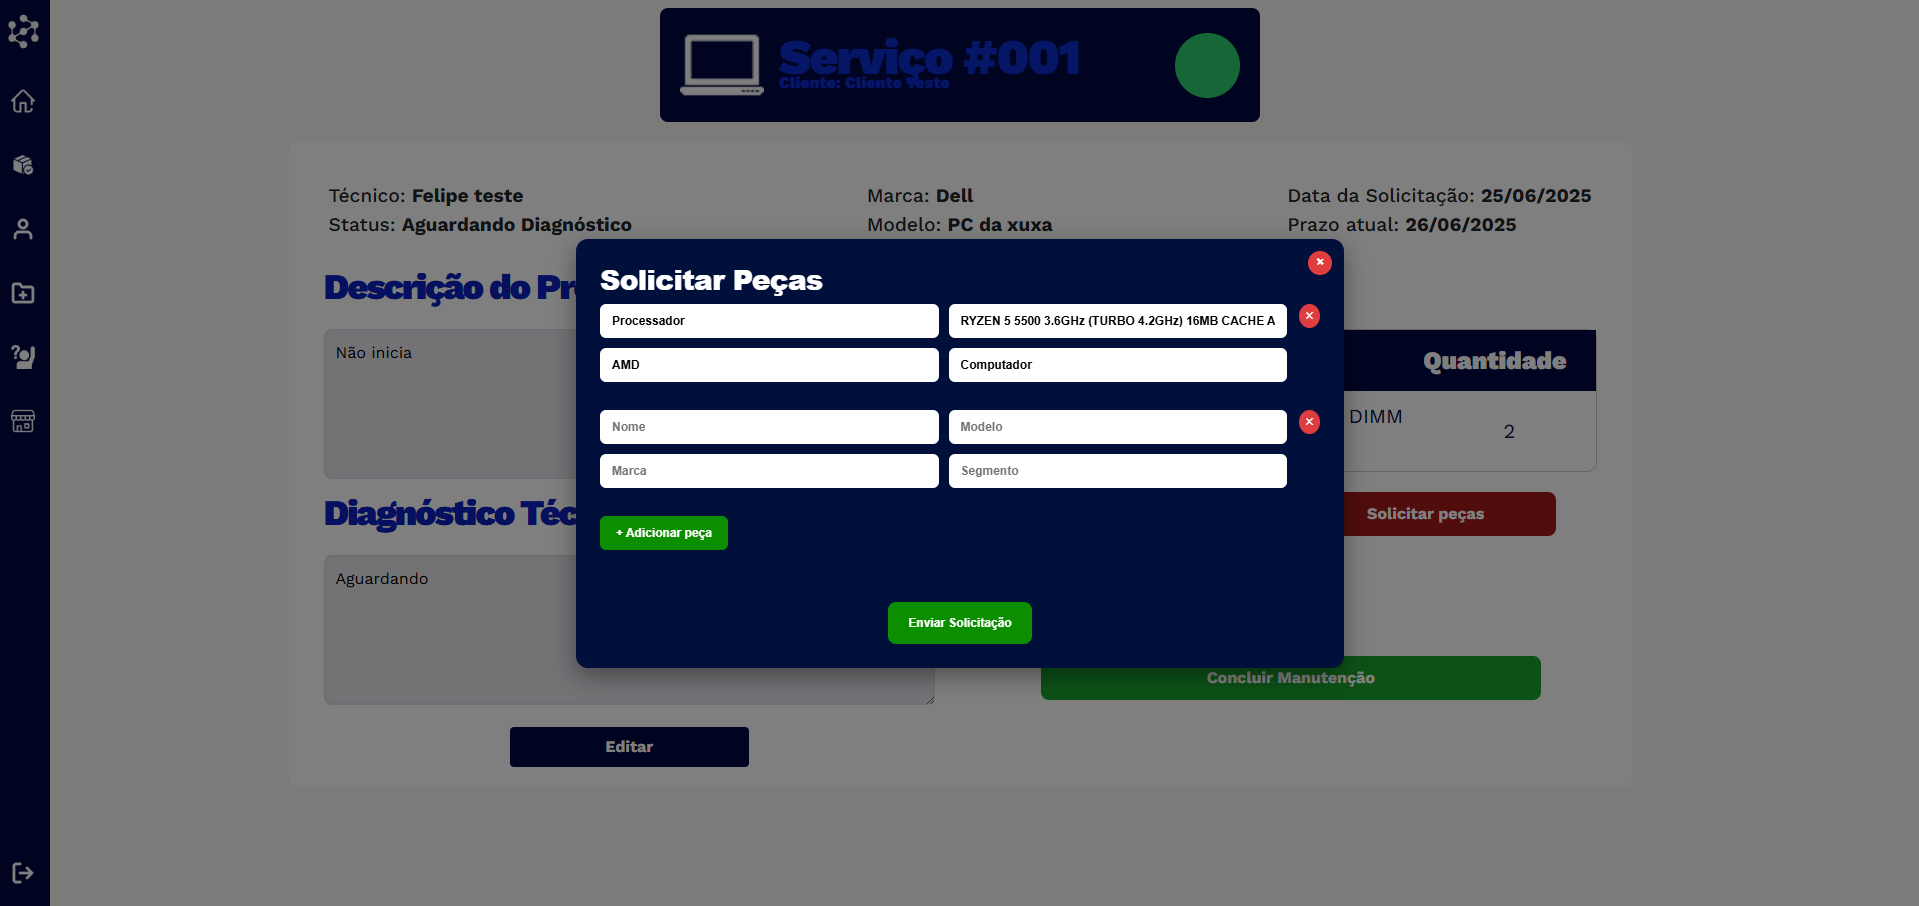 Serviço #001
Cliente: Cliente Teste
Técnico: Felipe teste
Status: Aguardando Diagnóstico
Marca: Dell
Modelo: PC da xuxa
Data da Solicitação: 25/06/2025
Prazo atual: 26/06/2025
Descrição do Pr
Não inicia
Diagnóstico Téc
Aguardando
Editar
Solicitar Peças
Processador
RYZEN 5 5500 3.6GHz (TURBO 4.2GHz) 16MB CACHE A
AMD
Computador
Nome
Modelo
Marca
Segmento
+ Adicionar peça
Enviar Solicitação
Quantidade
DIMM
2
Solicitar peças
Concluir Manutenção